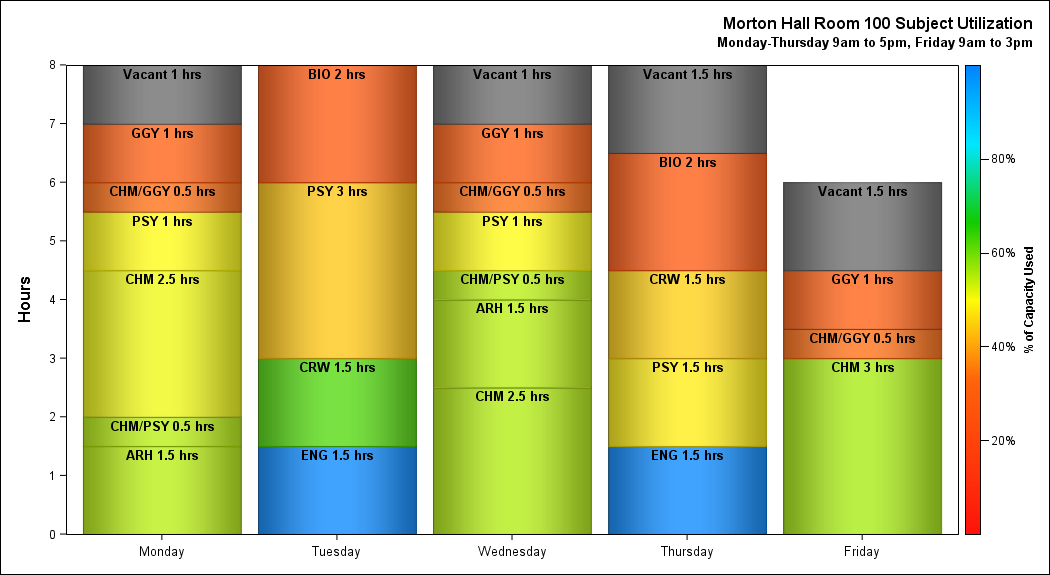 Morton Hall Room 100 Subject Utilization
Monday-Thursday 9am to 5pm, Friday 9am to 3pm
Hours
8
7
6
5
4
3
2
1
0
Vacant 1 hrs
GGY 1 hrs
CHM/GGY 0.5 hrs
PSY 1 hrs
CHM 2.5 hrs
CHM/PSY 0.5 hrs
ARH 1.5 hrs
BIO 2 hrs
PSY 3 hrs
CRW 1.5 hrs
ENG 1.5 hrs
Vacant 1 hrs
GGY 1 hrs
CHM/GGY 0.5 hrs
PSY 1 hrs
CHM/PSY 0.5 hrs
ARH 1.5 hrs
CHM 2.5 hrs
Vacant 1.5 hrs
BIO 2 hrs
CRW 1.5 hrs
PSY 1.5 hrs
ENG 1.5 hrs
Vacant 1.5 hrs
GGY 1 hrs
CHM/GGY 0.5 hrs
CHM 3 hrs
Monday
Tuesday
Wednesday
Thursday
Friday
80%
60%
40%
20%
% of Capacity Used